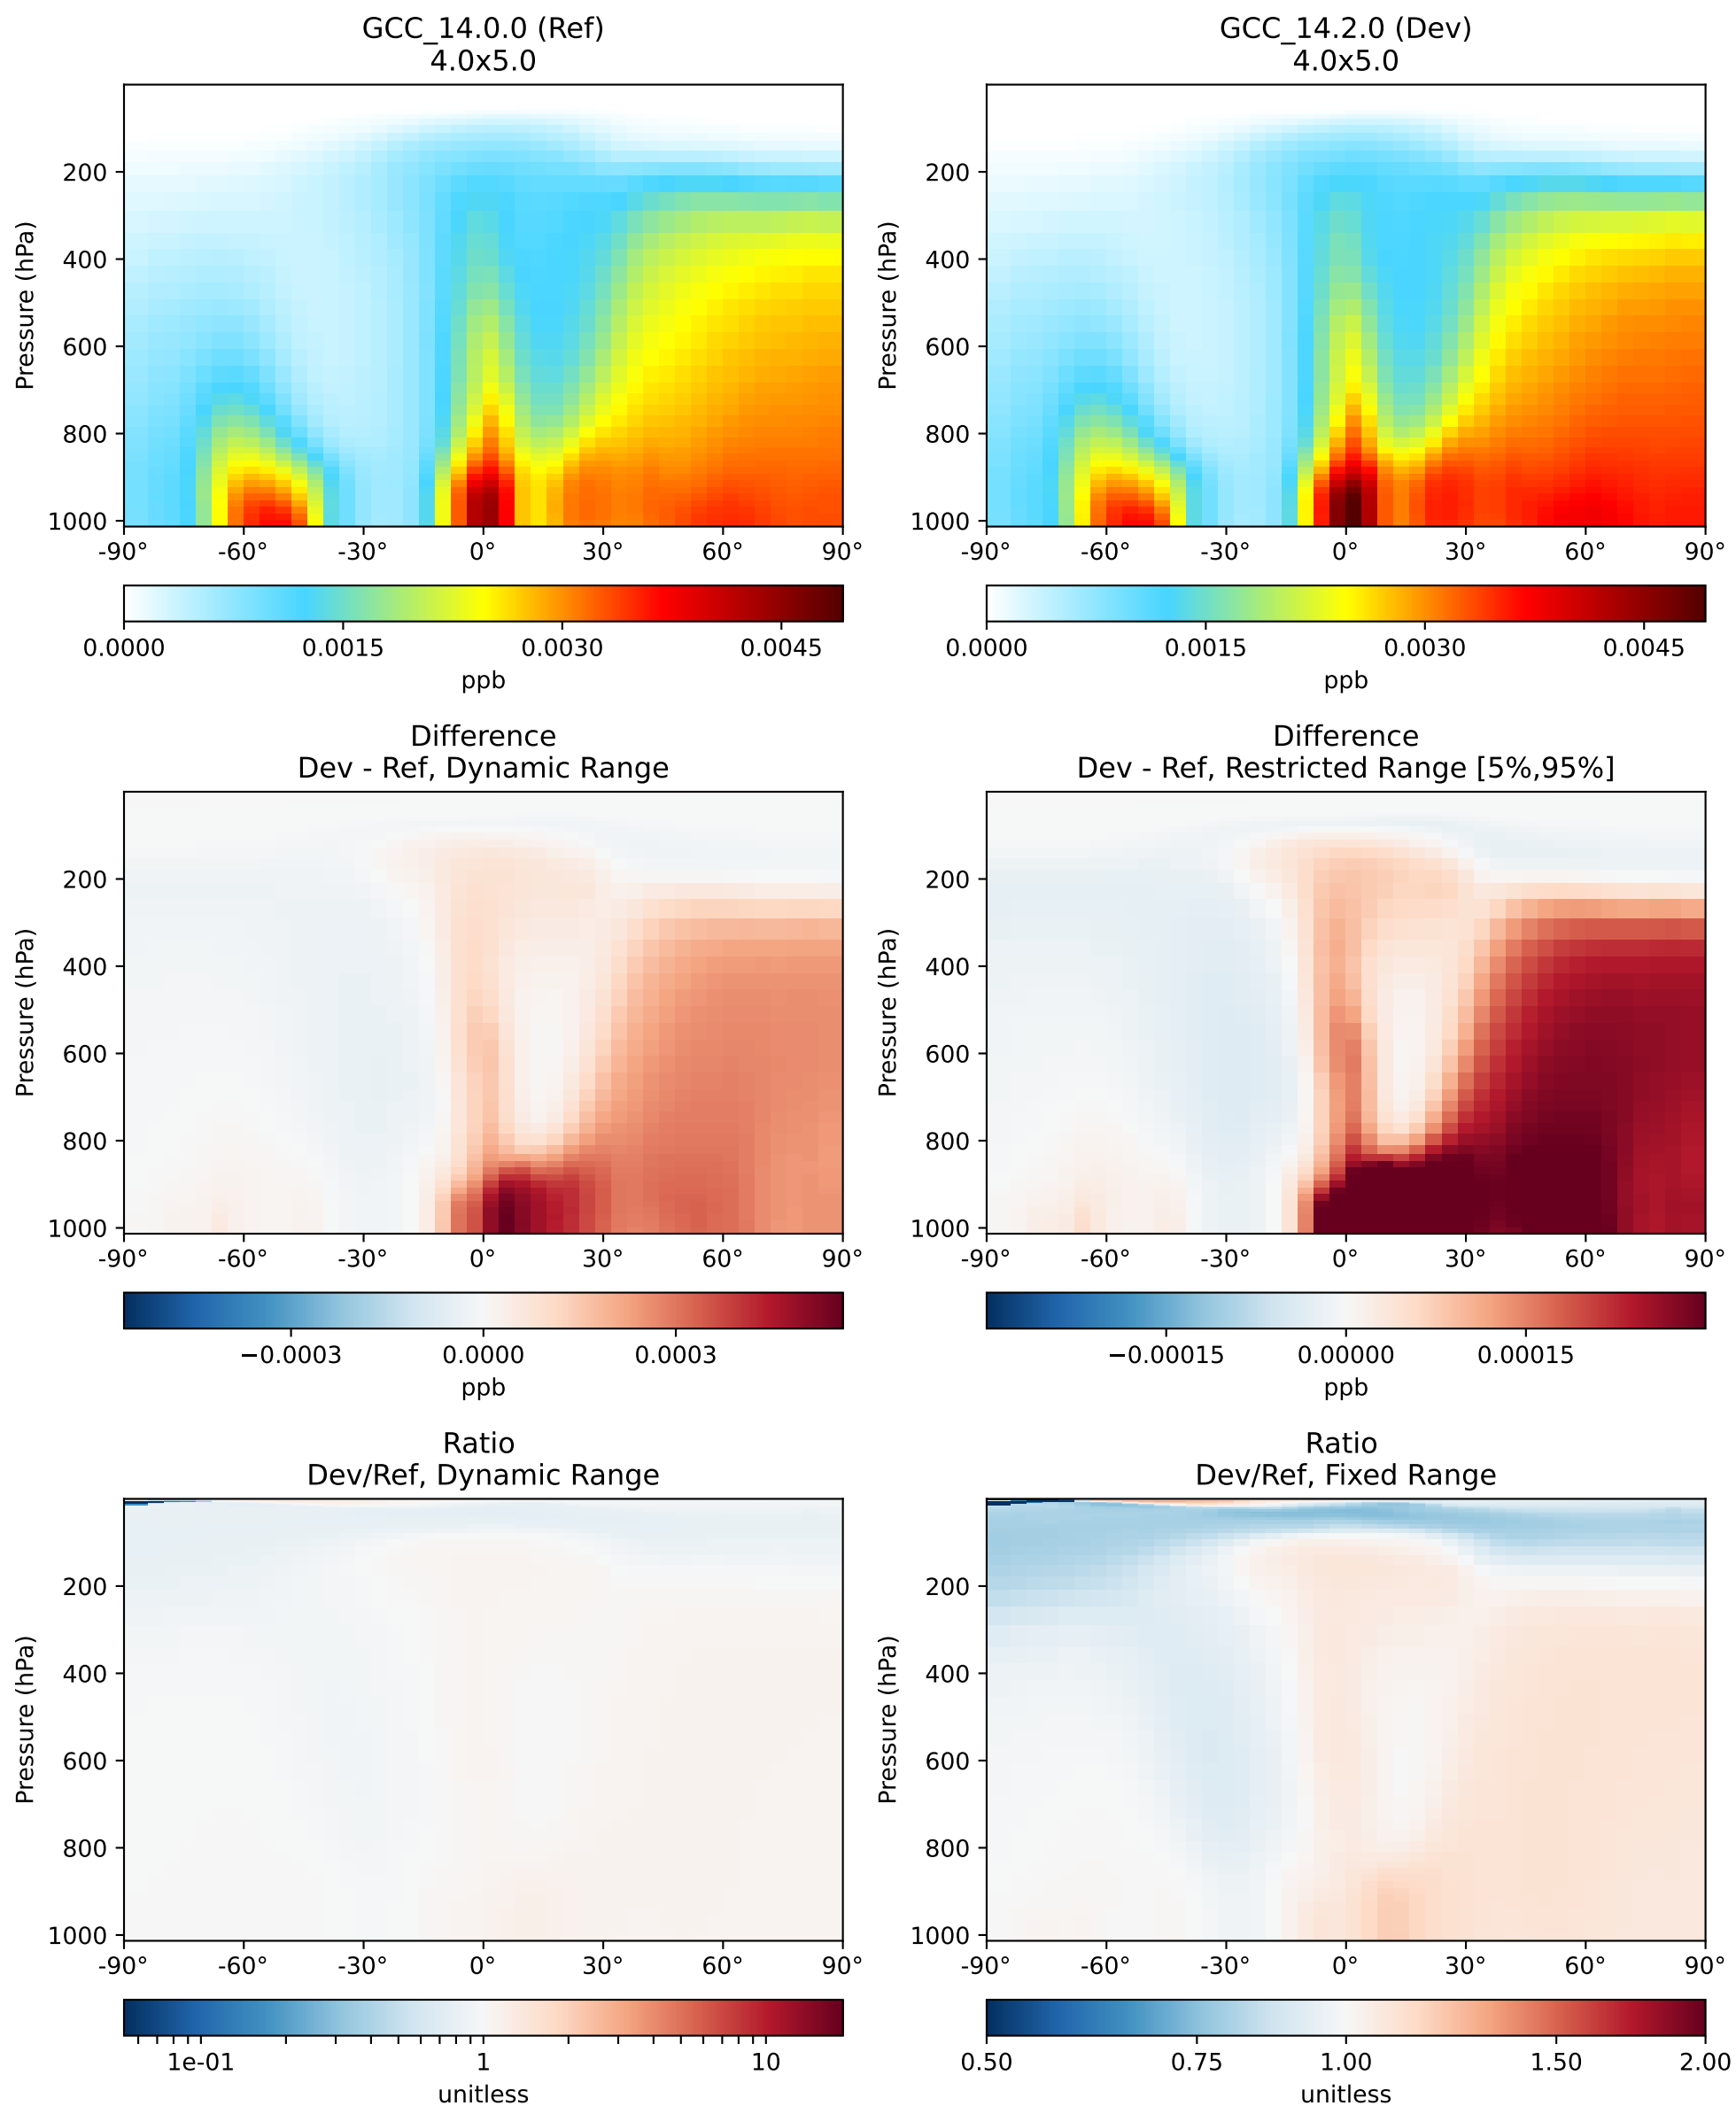 GCC_14.0.0 (Ref)
4.0x5.0
Pressure (hPa)
200
400
600
800
1000
-90° -60° -30° 0° 30° 60° 90°
0.0000 0.0015 0.0030 0.0045
ppb
GCC_14.2.0 (Dev)
4.0x5.0
Pressure (hPa)
200
400
600
800
1000
-90° -60° -30° 0° 30° 60° 90°
0.0000 0.0015 0.0030 0.0045
ppb
Difference
Dev - Ref, Dynamic Range
Pressure (hPa)
200
400
600
800
1000
-90° -60° -30° 0° 30° 60° 90°
−0.0003 0.0000 0.0003
ppb
Difference
Dev - Ref, Restricted Range [5%,95%]
Pressure (hPa)
200
400
600
800
1000
-90° -60° -30° 0° 30° 60° 90°
−0.00015 0.00000 0.00015
ppb
Ratio
Dev/Ref, Dynamic Range
Pressure (hPa)
200
400
600
800
1000
-90° -60° -30° 0° 30° 60° 90°
1e-01 1 10
unitless
Ratio
Dev/Ref, Fixed Range
Pressure (hPa)
200
400
600
800
1000
-90° -60° -30° 0° 30° 60° 90°
0.50 0.75 1.00 1.50 2.00
unitless